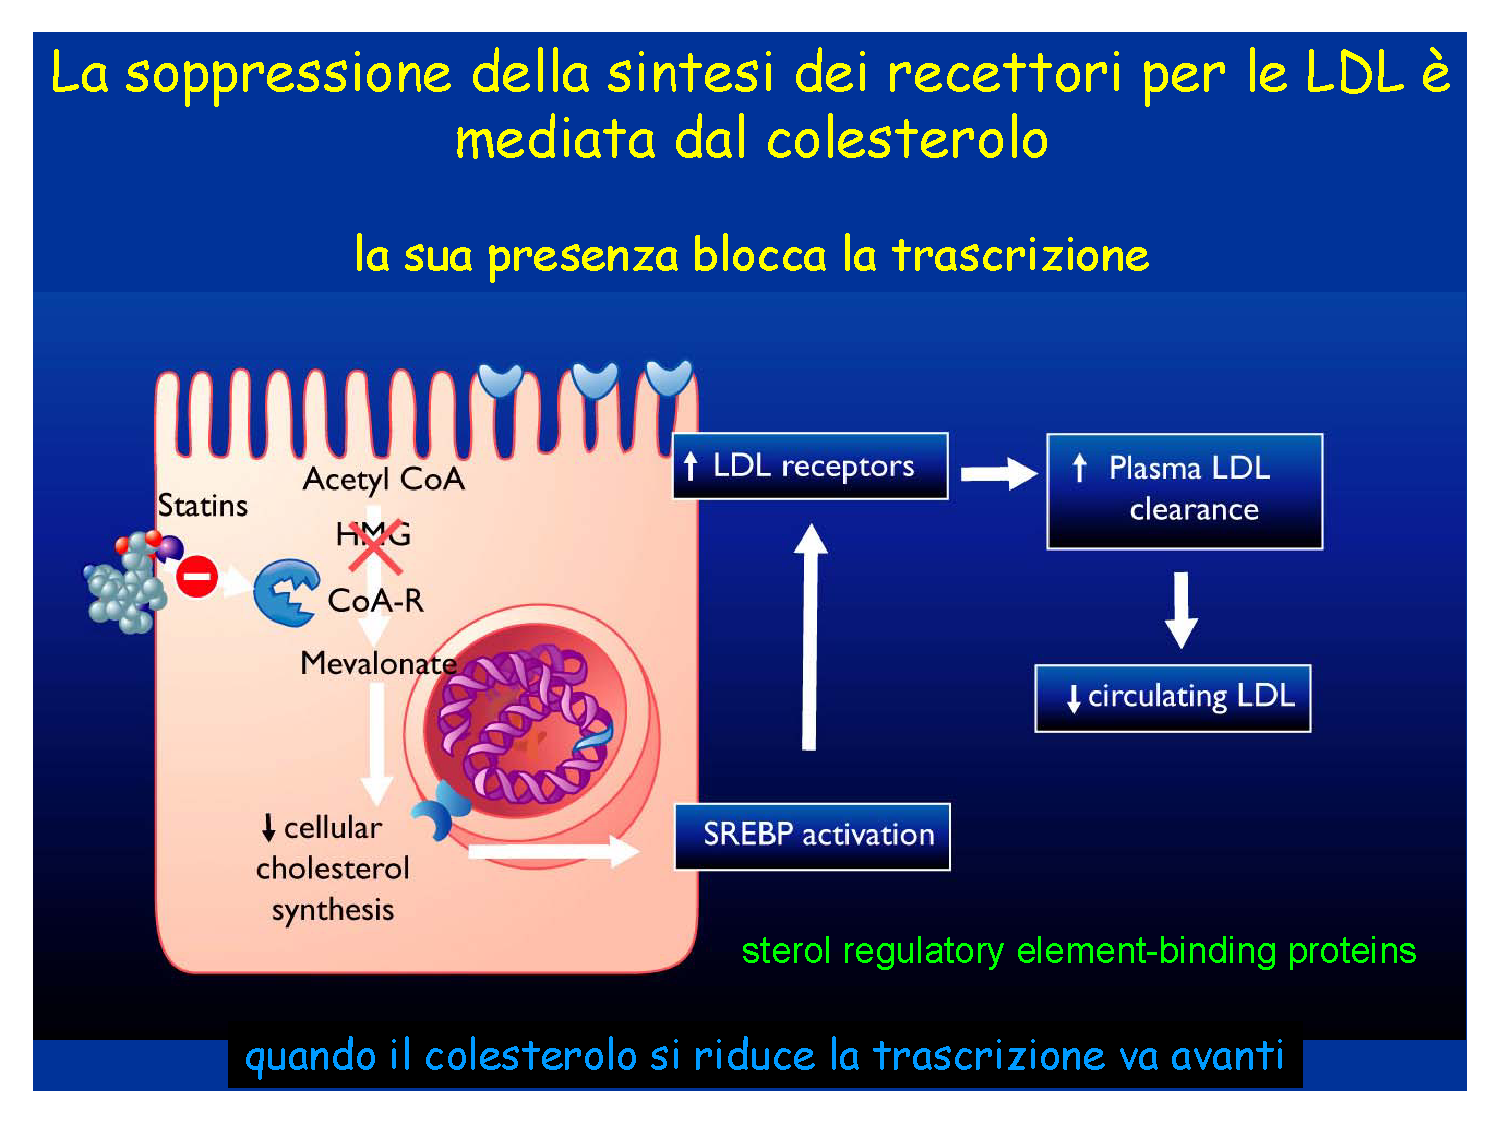 La soppressione della sintesi dei recettori per le LDL è
mediata dal colesterolo
la sua presenza blocca la trascrizione
Acetyl CoA
Statins
HMG
CoA-R
Mevalonate
↓ cellular
cholesterol
synthesis
↑ LDL receptors
↑ Plasma LDL
clearance
↓ circulating LDL
SREBP activation
sterol regulatory element-binding proteins
quando il colesterolo si riduce la trascrizione va avanti